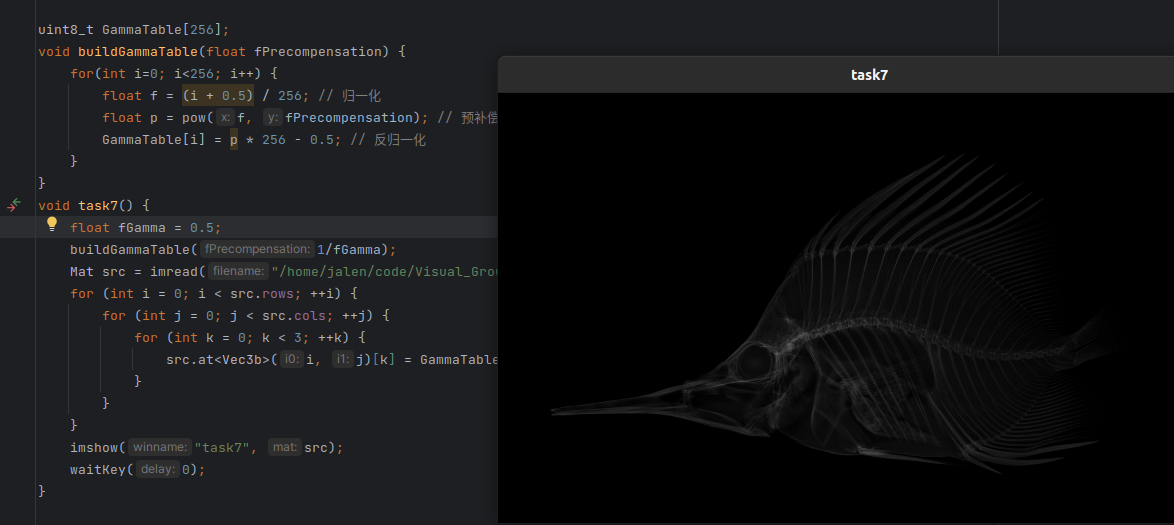 uint8_t GammaTable[256];
void buildGammaTable(float fPrecompensation) {
for(int i=0; i<256; i++) {
float f = (i + 0.5) / 256; // 归一化
float p = pow( x: f, y: fPrecompensation); // 预补偿
GammaTable[i] = p * 256 - 0.5; // 反归一化
}
}
void task7() {
float fGamma = 0.5;
buildGammaTable( fPrecompensation: 1/fGamma);
Mat src = imread( filename: "/home/jalen/code/Visual_Grou
for (int i = 0; i < src.rows; ++i) {
for (int j = 0; j < src.cols; ++j) {
for (int k = 0; k < 3; ++k) {
src.at<Vec3b>( i0: i, i1: j)[k] = GammaTable
}
}
}
imshow( winname: "task7", mat: src);
waitKey( delay: 0);
}
task7